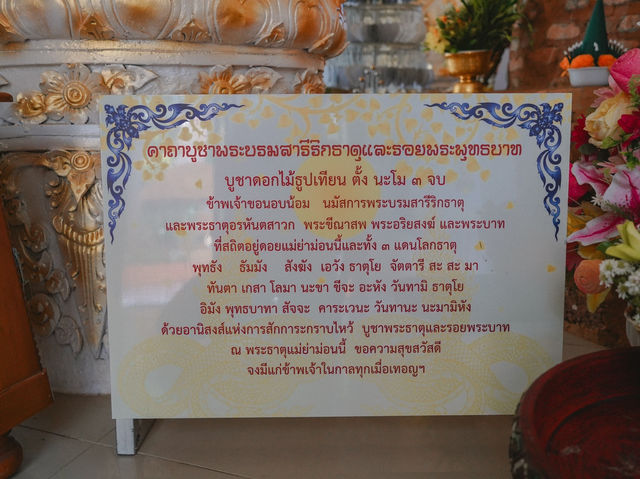 คาถาบูชาพระบรมสารีริกธาตุและรอยพระพุทธบาท
บูชาดอกไม้ธูปเทียน ตั้ง นะโม ๓ จบ
ข้าพเจ้าขอนอบน้อม นมัสการพระบรมสารีริกธาตุ
และพระธาตุอรหันตสาวก พระขีณาสพ พระอริยสงฆ์ และพระบาท
ที่สถิตอยู่ดอยแม่ย่าม่อนนี้และทั้ง ๓ แดนโลกธาตุ
พุทธัง ธัมมัง สังฆัง เอวัง ธาตุโย จัตตารี สะ สะ มา
ทันตา เกสา โลมา นะขา ขีจะ อะหัง วันทามิ ธาตุโย
อิมัง พุทธบาทา สัจจะ คาระเวนะ วันทานะ นะมามิหัง
ด้วยอานิสงส์แห่งการสักการะกราบไหว้ บูชาพระธาตุและรอยพระบาท
ณ พระธาตุแม่ย่าม่อนนี้ ขอความสุขสวัสดี
จงมีแก่ข้าพเจ้าในกาลทุกเมื่อเทอญฯ